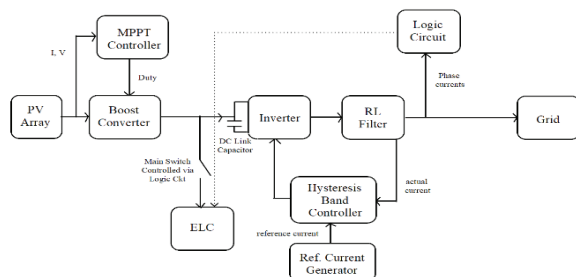 MPPT
Controller
Logic
Circuit
I, V
Duty
Phase
currents
PV
Array
Boost
Converter
Inverter
RL
Filter
Grid
DC Link
Capacitor
Main Switch
Controlled via
Logic Ckt
Hysteresis
Band
Controller
actual
current
ELC
reference current
Ref. Current
Generator